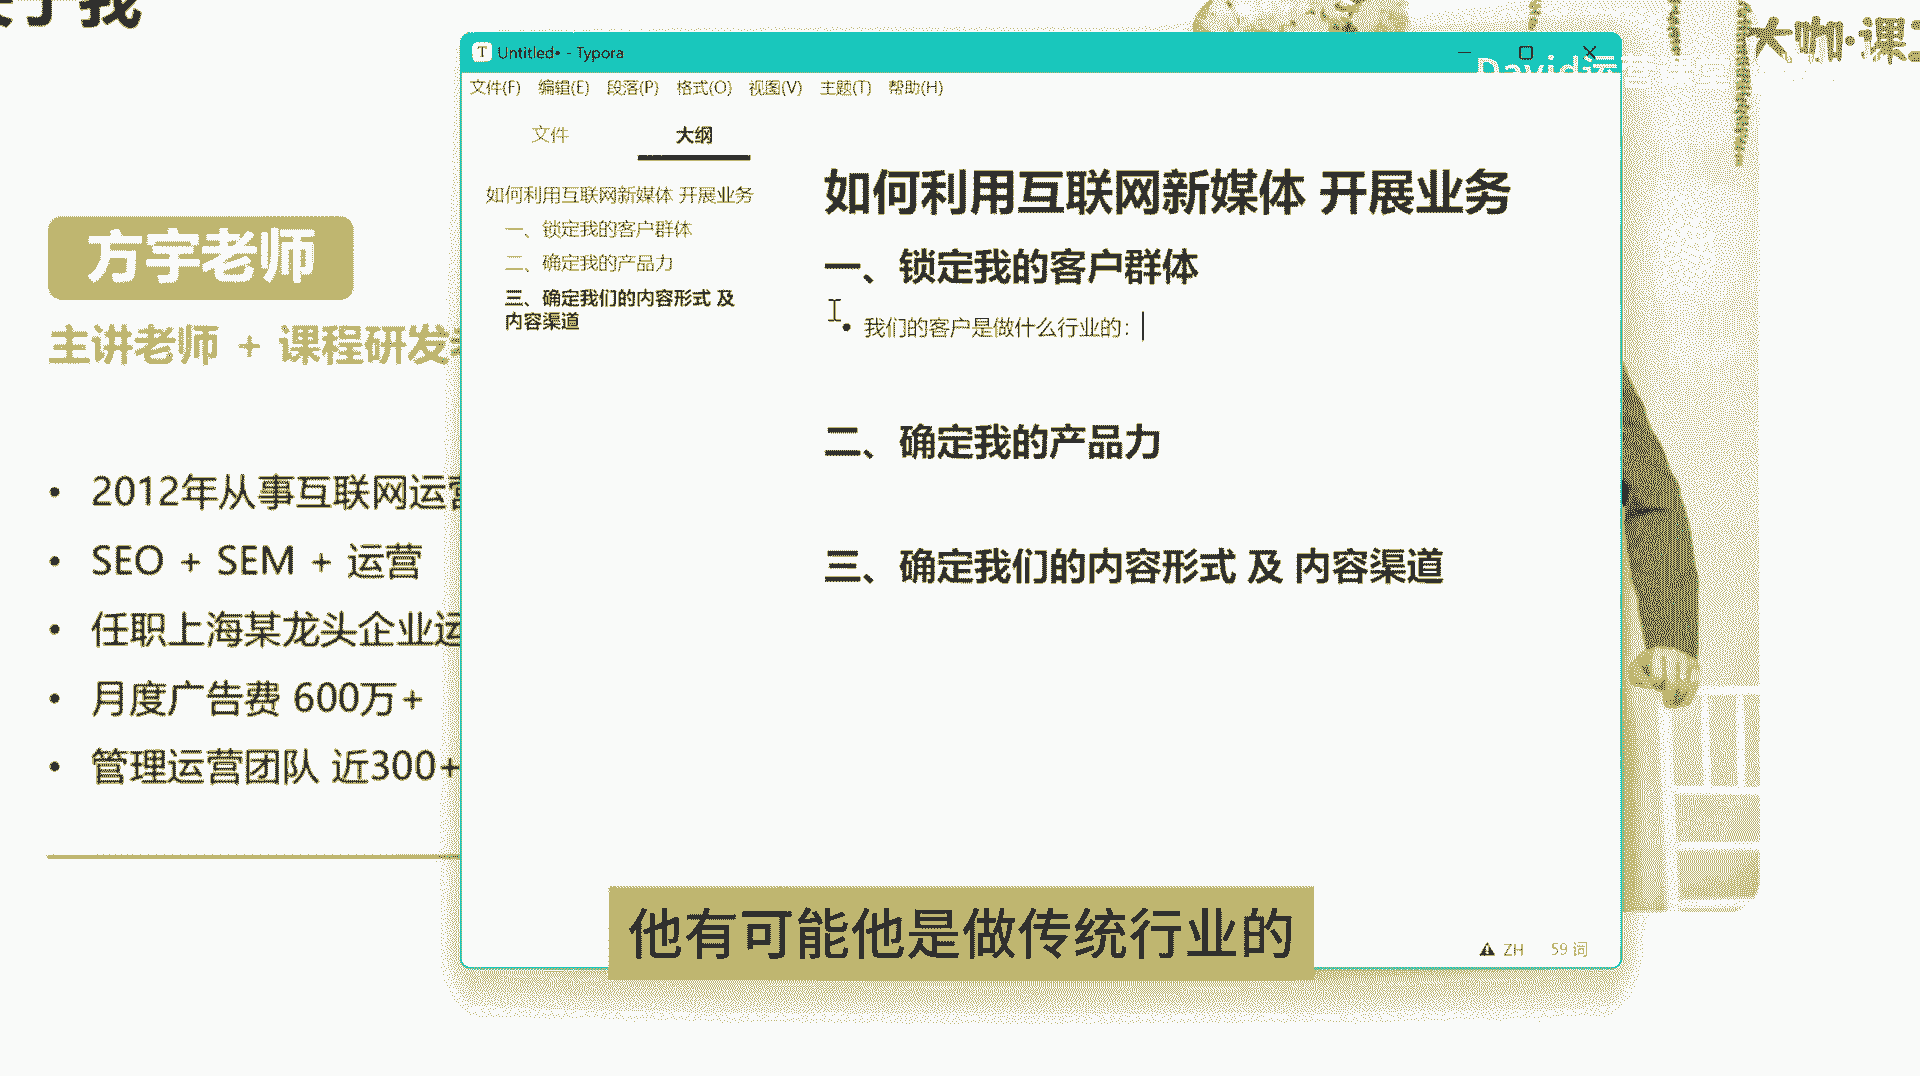 于我
大咖·课
方宇老师
主讲老师 + 课程研发
2012年从事互联网运营
SEO + SEM + 运营
任职上海某龙头企业运
月度广告费 600万+
管理运营团队 近300+
Untitled• - Typora
David运营
文件(F) 编辑(E) 段落(P) 格式(O) 视图(V) 主题(T) 帮助(H)
文件 大纲
如何利用互联网新媒体 开展业务
一、锁定我的客户群体
二、确定我的产品力
三、确定我们的内容形式 及
内容渠道
如何利用互联网新媒体 开展业务
一、锁定我的客户群体
我们的客户是做什么行业的：
二、确定我的产品力
三、确定我们的内容形式 及 内容渠道
ZH 59 词
他有可能他是做传统行业的